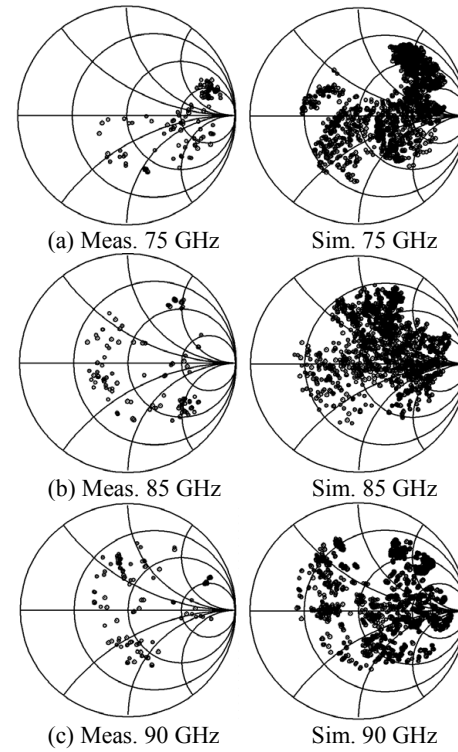 (a) Meas. 75 GHz Sim. 75 GHz
(b) Meas. 85 GHz Sim. 85 GHz
(c) Meas. 90 GHz Sim. 90 GHz